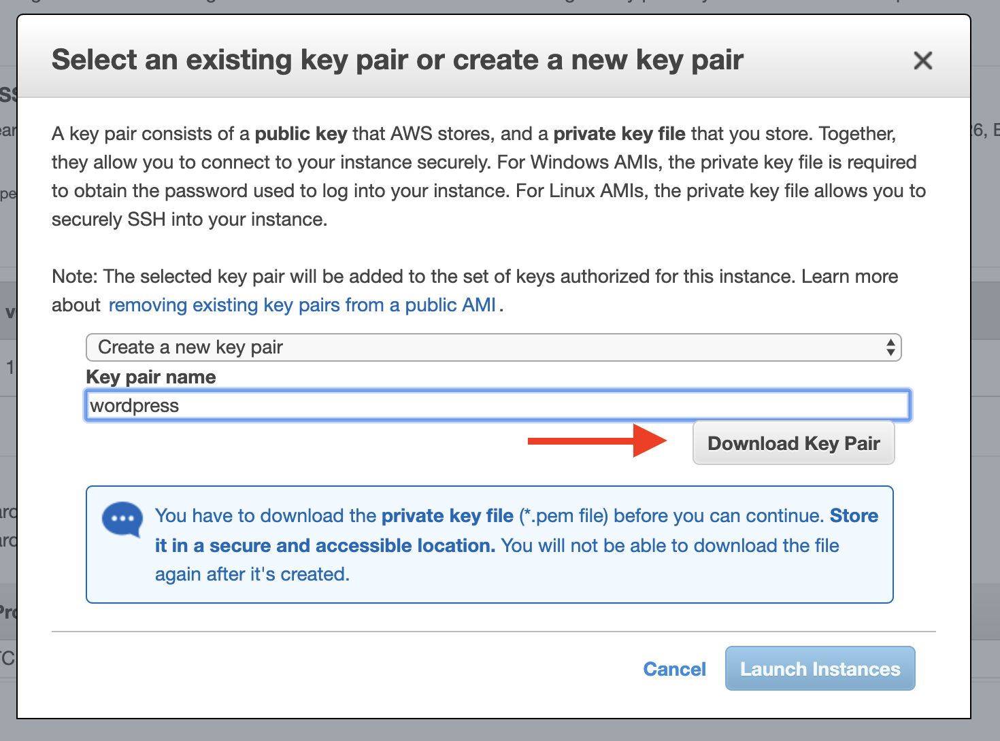 Select an existing key pair or create a new key pair
A key pair consists of a public key that AWS stores, and a private key file that you store. Together,
they allow you to connect to your instance securely. For Windows AMIs, the private key file is required
to obtain the password used to log into your instance. For Linux AMIs, the private key file allows you to
securely SSH into your instance.
Note: The selected key pair will be added to the set of keys authorized for this instance. Learn more
about removing existing key pairs from a public AMI.
Create a new key pair
Key pair name
wordpress
Download Key Pair
You have to download the private key file (*.pem file) before you can continue. Store
it in a secure and accessible location. You will not be able to download the file
again after it's created.
Cancel
Launch Instances